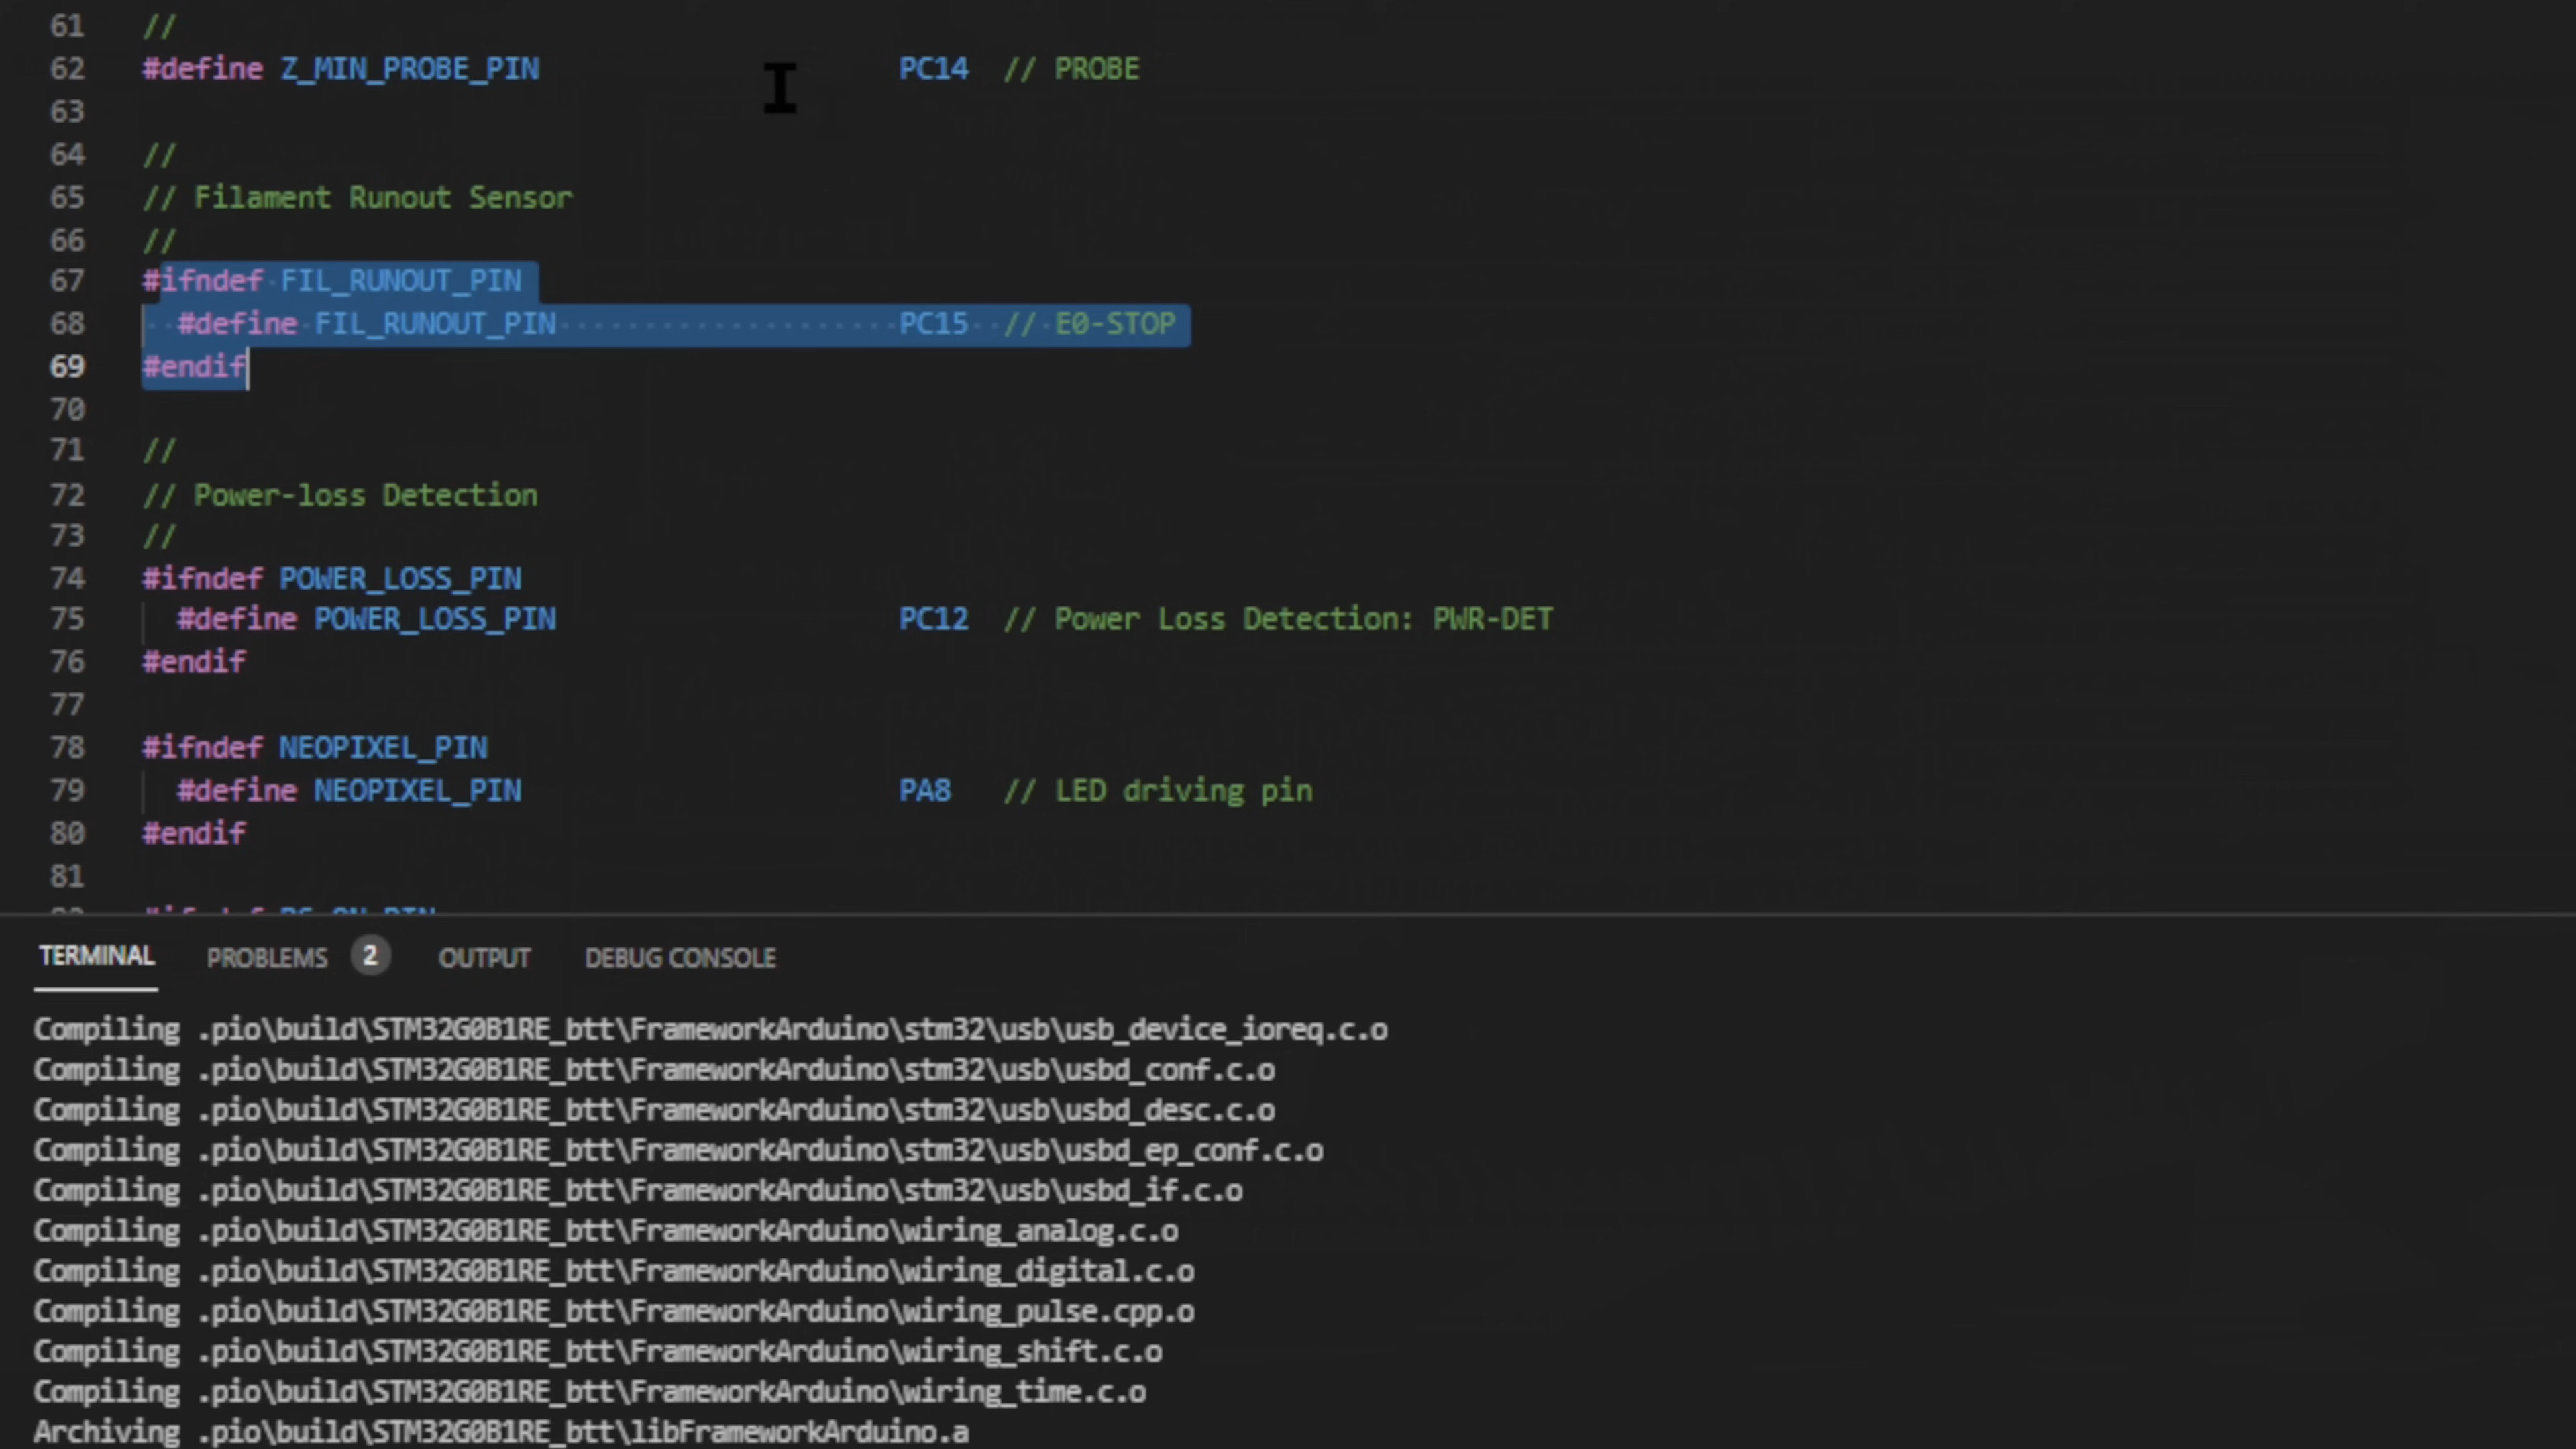 61 //
62 #define Z_MIN_PROBE_PIN PC14 // PROBE
63
64 //
65 // Filament Runout Sensor
66 //
67 #ifndef FIL_RUNOUT_PIN
68 #define FIL_RUNOUT_PIN PC15 // E0-STOP
69 #endif
70
71 //
72 // Power-loss Detection
73 //
74 #ifndef POWER_LOSS_PIN
75 #define POWER_LOSS_PIN PC12 // Power Loss Detection: PWR-DET
76 #endif
77
78 #ifndef NEOPIXEL_PIN
79 #define NEOPIXEL_PIN PA8 // LED driving pin
80 #endif
81
TERMINAL PROBLEMS 2 OUTPUT DEBUG CONSOLE
Compiling .pio\build\STM32G0B1RE_btt\FrameworkArduino\stm32\usb\usb_device_ioreq.c.o
Compiling .pio\build\STM32G0B1RE_btt\FrameworkArduino\stm32\usb\usbd_conf.c.o
Compiling .pio\build\STM32G0B1RE_btt\FrameworkArduino\stm32\usb\usbd_desc.c.o
Compiling .pio\build\STM32G0B1RE_btt\FrameworkArduino\stm32\usb\usbd_ep_conf.c.o
Compiling .pio\build\STM32G0B1RE_btt\FrameworkArduino\stm32\usb\usbd_if.c.o
Compiling .pio\build\STM32G0B1RE_btt\FrameworkArduino\wiring_analog.c.o
Compiling .pio\build\STM32G0B1RE_btt\FrameworkArduino\wiring_digital.c.o
Compiling .pio\build\STM32G0B1RE_btt\FrameworkArduino\wiring_pulse.cpp.o
Compiling .pio\build\STM32G0B1RE_btt\FrameworkArduino\wiring_shift.c.o
Compiling .pio\build\STM32G0B1RE_btt\FrameworkArduino\wiring_time.c.o
Archiving .pio\build\STM32G0B1RE_btt\libFrameworkArduino.a